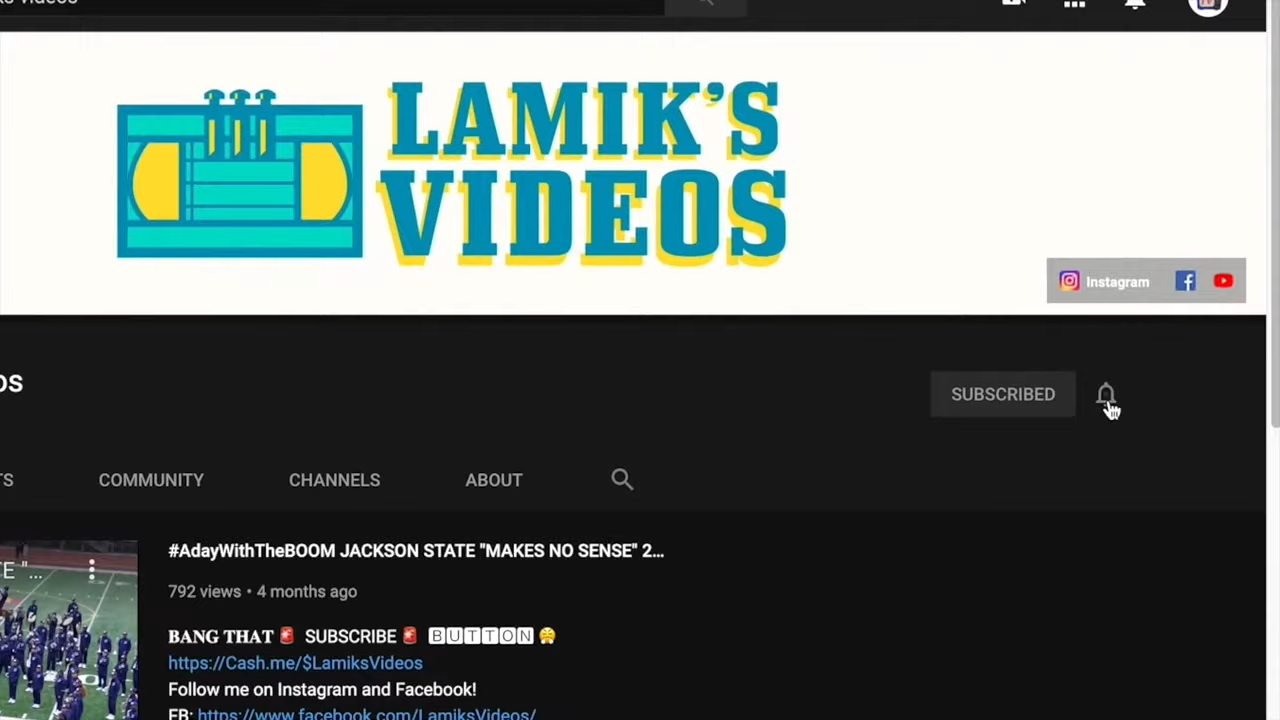 LAMIK'S
VIDEOS
Instagram
SUBSCRIBED
COMMUNITY
CHANNELS
ABOUT
#AdayWithTheBOOM JACKSON STATE "MAKES NO SENSE" 2...
792 views • 4 months ago
𝐁𝐀𝐍𝐆 𝐓𝐇𝐀𝐓🚨 SUBSCRIBE🚨 🄱🅄🅃🅃🄾🄽😤
https://Cash.me/$LamiksVideos
Follow me on Instagram and Facebook!
FB: https://www.facebook.com/LamiksVideos/